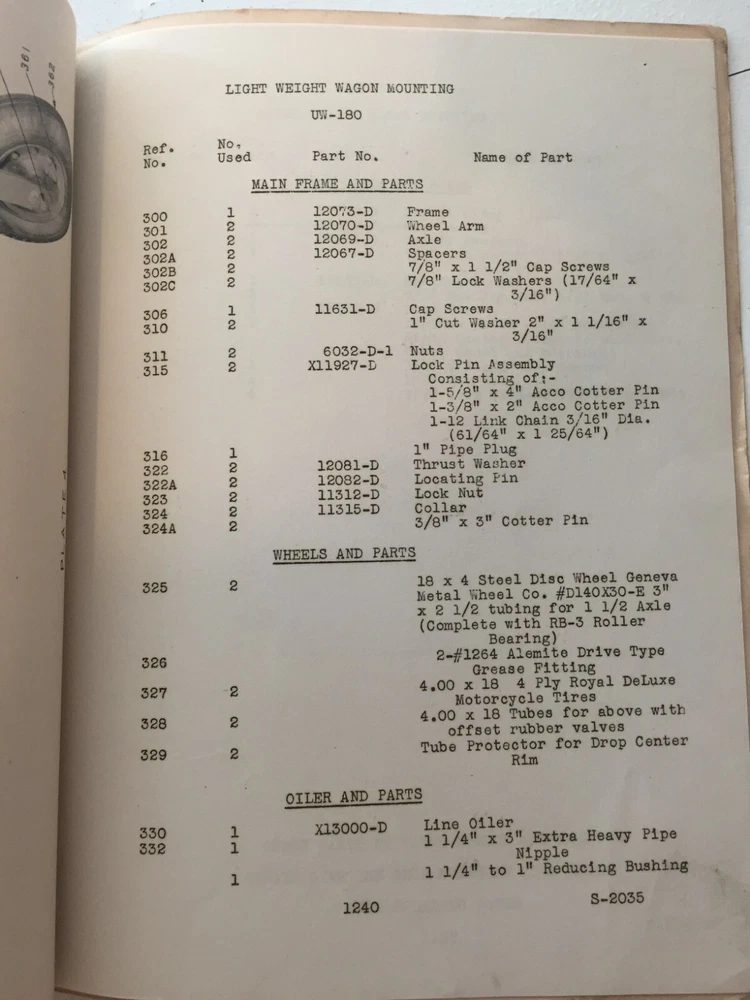 361
362
PLATE 4
LIGHT WEIGHT WAGON MOUNTING
UW-180
Ref. No. No. Used Part No. Name of Part
MAIN FRAME AND PARTS
300 1 12073-D Frame
301 2 12070-D Wheel Arm
302 2 12069-D Axle
302A 2 12067-D Spacers
302B 2 7/8" x 1 1/2" Cap Screws
302C 2 7/8" Lock Washers (17/64" x
3/16")
306 1 11631-D Cap Screws
310 2 1" Cut Washer 2" x 1 1/16" x
3/16"
311 2 6032-D-1 Nuts
315 2 X11927-D Lock Pin Assembly
Consisting of:-
1-5/8" x 4" Acco Cotter Pin
1-3/8" x 2" Acco Cotter Pin
1-12 Link Chain 3/16" Dia.
(61/64" x 1 25/64")
316 1 1" Pipe Plug
322 2 12081-D Thrust Washer
322A 2 12082-D Locating Pin
323 2 11312-D Lock Nut
324 2 11315-D Collar
324A 2 3/8" x 3" Cotter Pin
WHEELS AND PARTS
325 2 18 x 4 Steel Disc Wheel Geneva
Metal Wheel Co. #D140X30-E 3"
x 2 1/2 tubing for 1 1/2 Axle
(Complete with RB-3 Roller
Bearing)
326 2-#1264 Alemite Drive Type
Grease Fitting
327 2 4.00 x 18 4 Ply Royal DeLuxe
Motorcycle Tires
328 2 4.00 x 18 Tubes for above with
offset rubber valves
329 2 Tube Protector for Drop Center
Rim
OILER AND PARTS
330 1 X13000-D Line Oiler
332 1 1 1/4" x 3" Extra Heavy Pipe
Nipple
1 1 1/4" to 1" Reducing Bushing
1240 S-2035